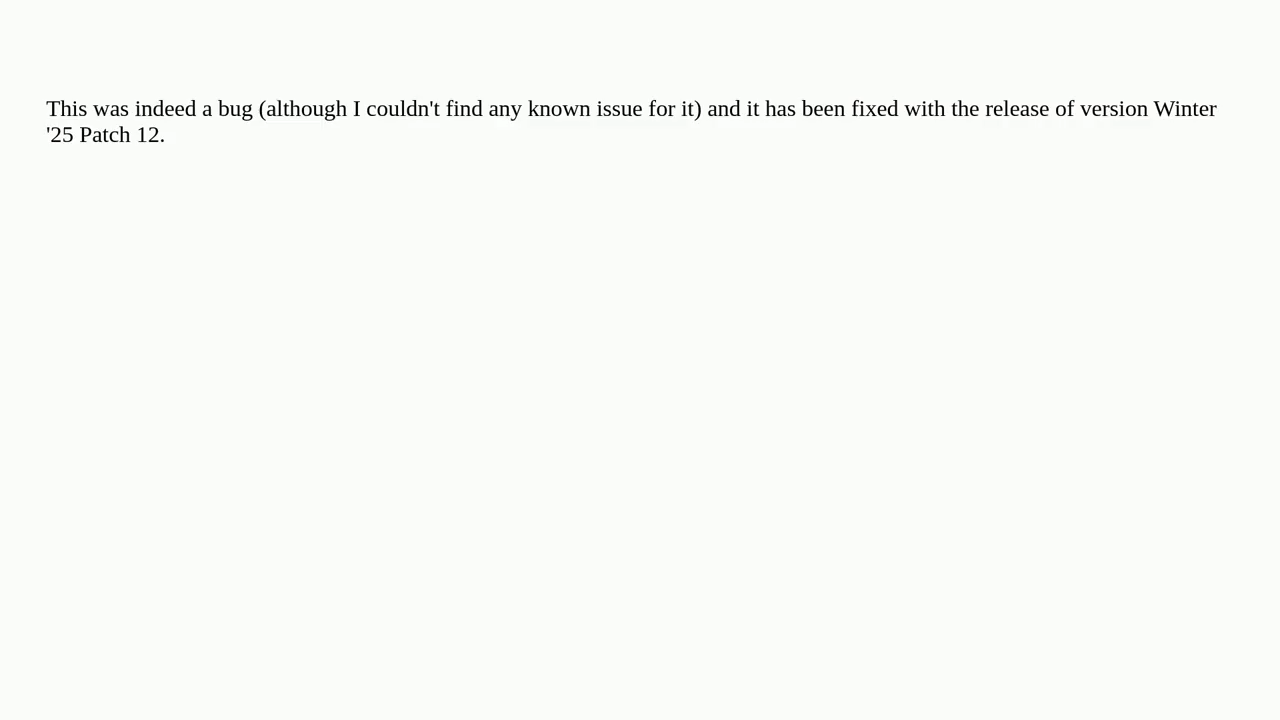 This was indeed a bug (although I couldn't find any known issue for it) and it has been fixed with the release of version Winter
'25 Patch 12.